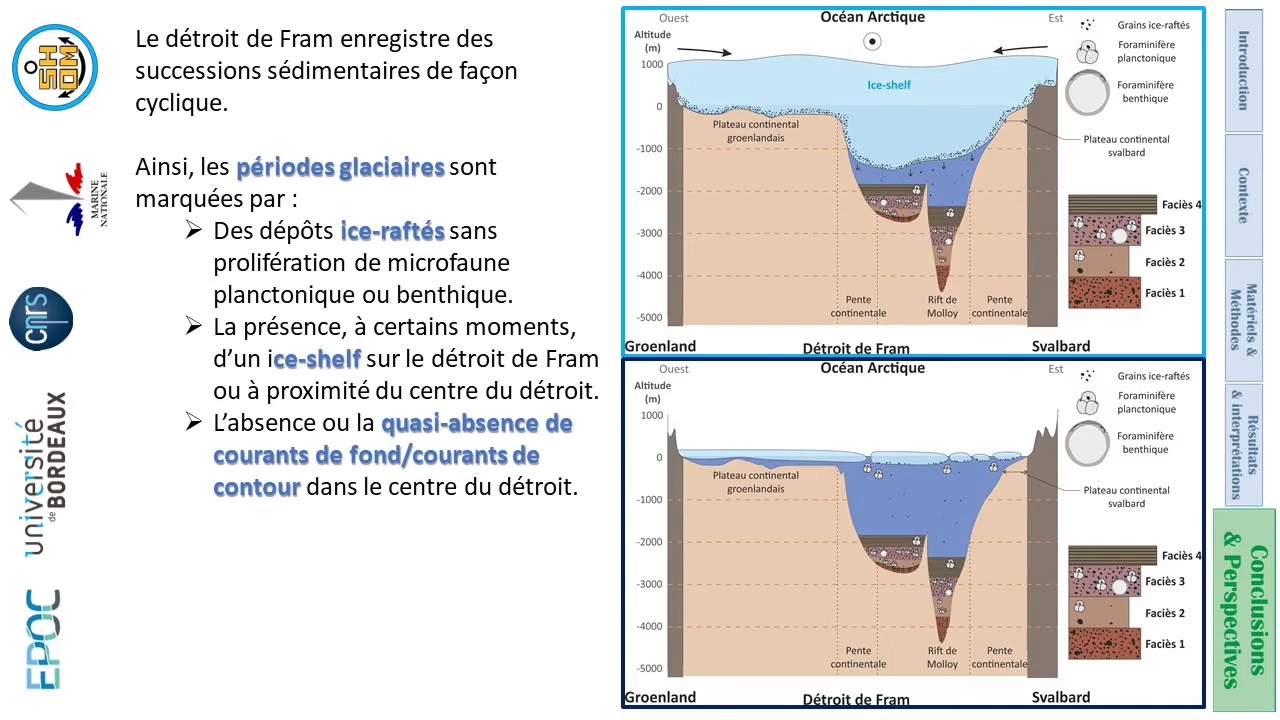 SHOM
MARINE
NATIONALE
cnrs
université
de BORDEAUX
EPOC
Le détroit de Fram enregistre des
successions sédimentaires de façon
cyclique.
Ainsi, les périodes glaciaires sont
marquées par :
➢ Des dépôts ice-raftés sans
prolifération de microfaune
planctonique ou benthique.
➢ La présence, à certains moments,
d’un ice-shelf sur le détroit de Fram
ou à proximité du centre du détroit.
➢ L’absence ou la quasi-absence de
courants de fond/courants de
contour dans le centre du détroit.
Ouest
Océan Arctique
Est
Altitude
(m)
1000
0
-1000
-2000
-3000
-4000
-5000
Ice-shelf
Plateau continental
groenlandais
Grains ice-raftés
Foraminifère
planctonique
Foraminifère
benthique
Plateau continental
svalbard
Faciès 4
Faciès 3
Faciès 2
Faciès 1
Pente
continentale
Rift de
Molloy
Pente
continentale
Groenland
Détroit de Fram
Svalbard
Ouest
Océan Arctique
Est
Altitude
(m)
1000
0
-1000
-2000
-3000
-4000
-5000
Plateau continental
groenlandais
Grains ice-raftés
Foraminifère
planctonique
Foraminifère
benthique
Plateau continental
svalbard
Faciès 4
Faciès 3
Faciès 2
Faciès 1
Pente
continentale
Rift de
Molloy
Pente
continentale
Groenland
Détroit de Fram
Svalbard
Introduction
Contexte
Matériels &
Méthodes
Résultats
& interprétations
Conclusions
& Perspectives